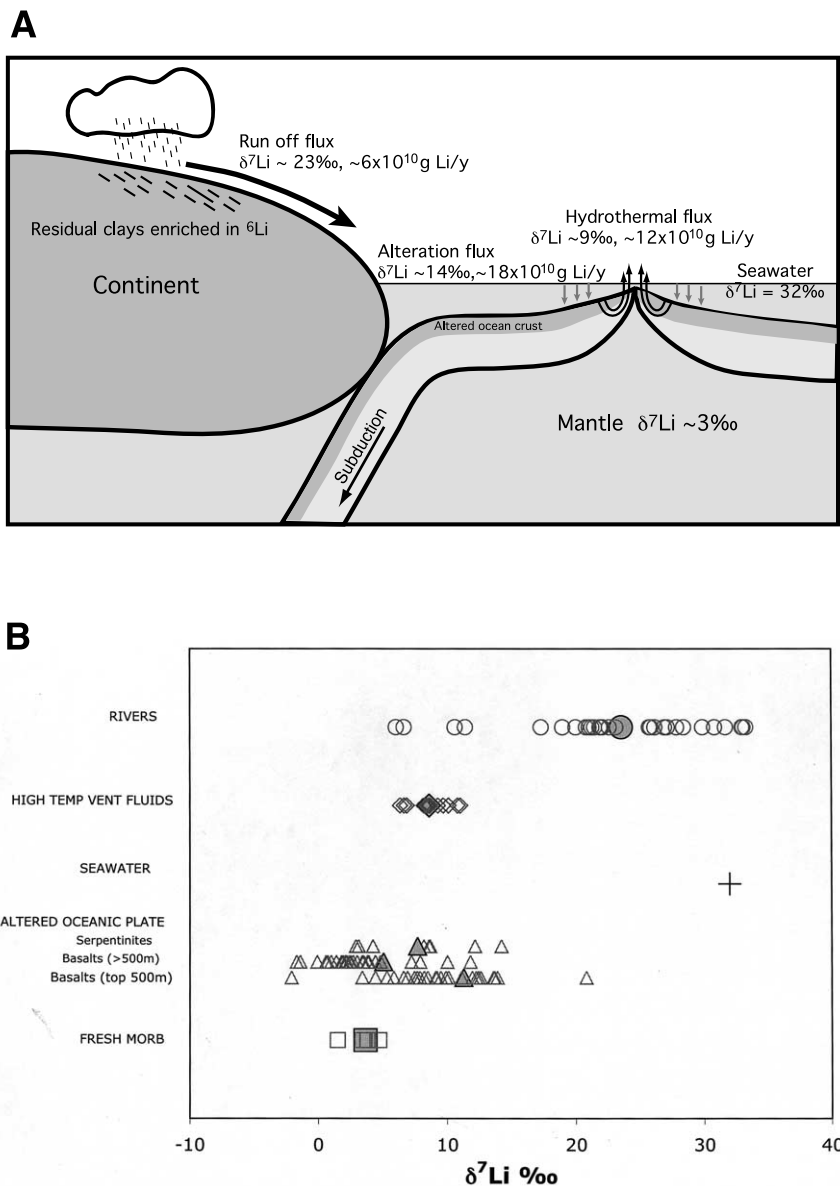 A
Run off flux
δ⁷Li ~ 23‰, ~6x10¹⁰g Li/y
Residual clays enriched in ⁶Li
Hydrothermal flux
δ⁷Li ~9‰, ~12x10¹⁰g Li/y
Alteration flux
δ⁷Li ~14‰,~18x10¹⁰g Li/y
Seawater
δ⁷Li = 32‰
Continent
Altered ocean crust
Subduction
Mantle δ⁷Li ~3‰
B
RIVERS
HIGH TEMP VENT FLUIDS
SEAWATER
ALTERED OCEANIC PLATE
Serpentinites
Basalts (>500m)
Basalts (top 500m)
FRESH MORB
-10 0 10 20 30 40
δ⁷Li ‰